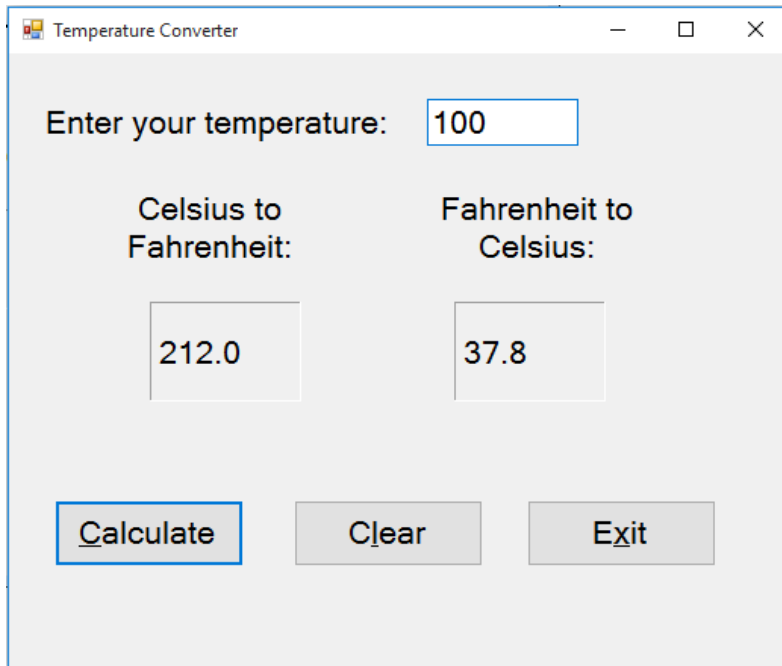 Temperature Converter
Enter your temperature: 100
Celsius to Fahrenheit to
Fahrenheit: Celsius:
212.0 37.8
Calculate Clear Exit